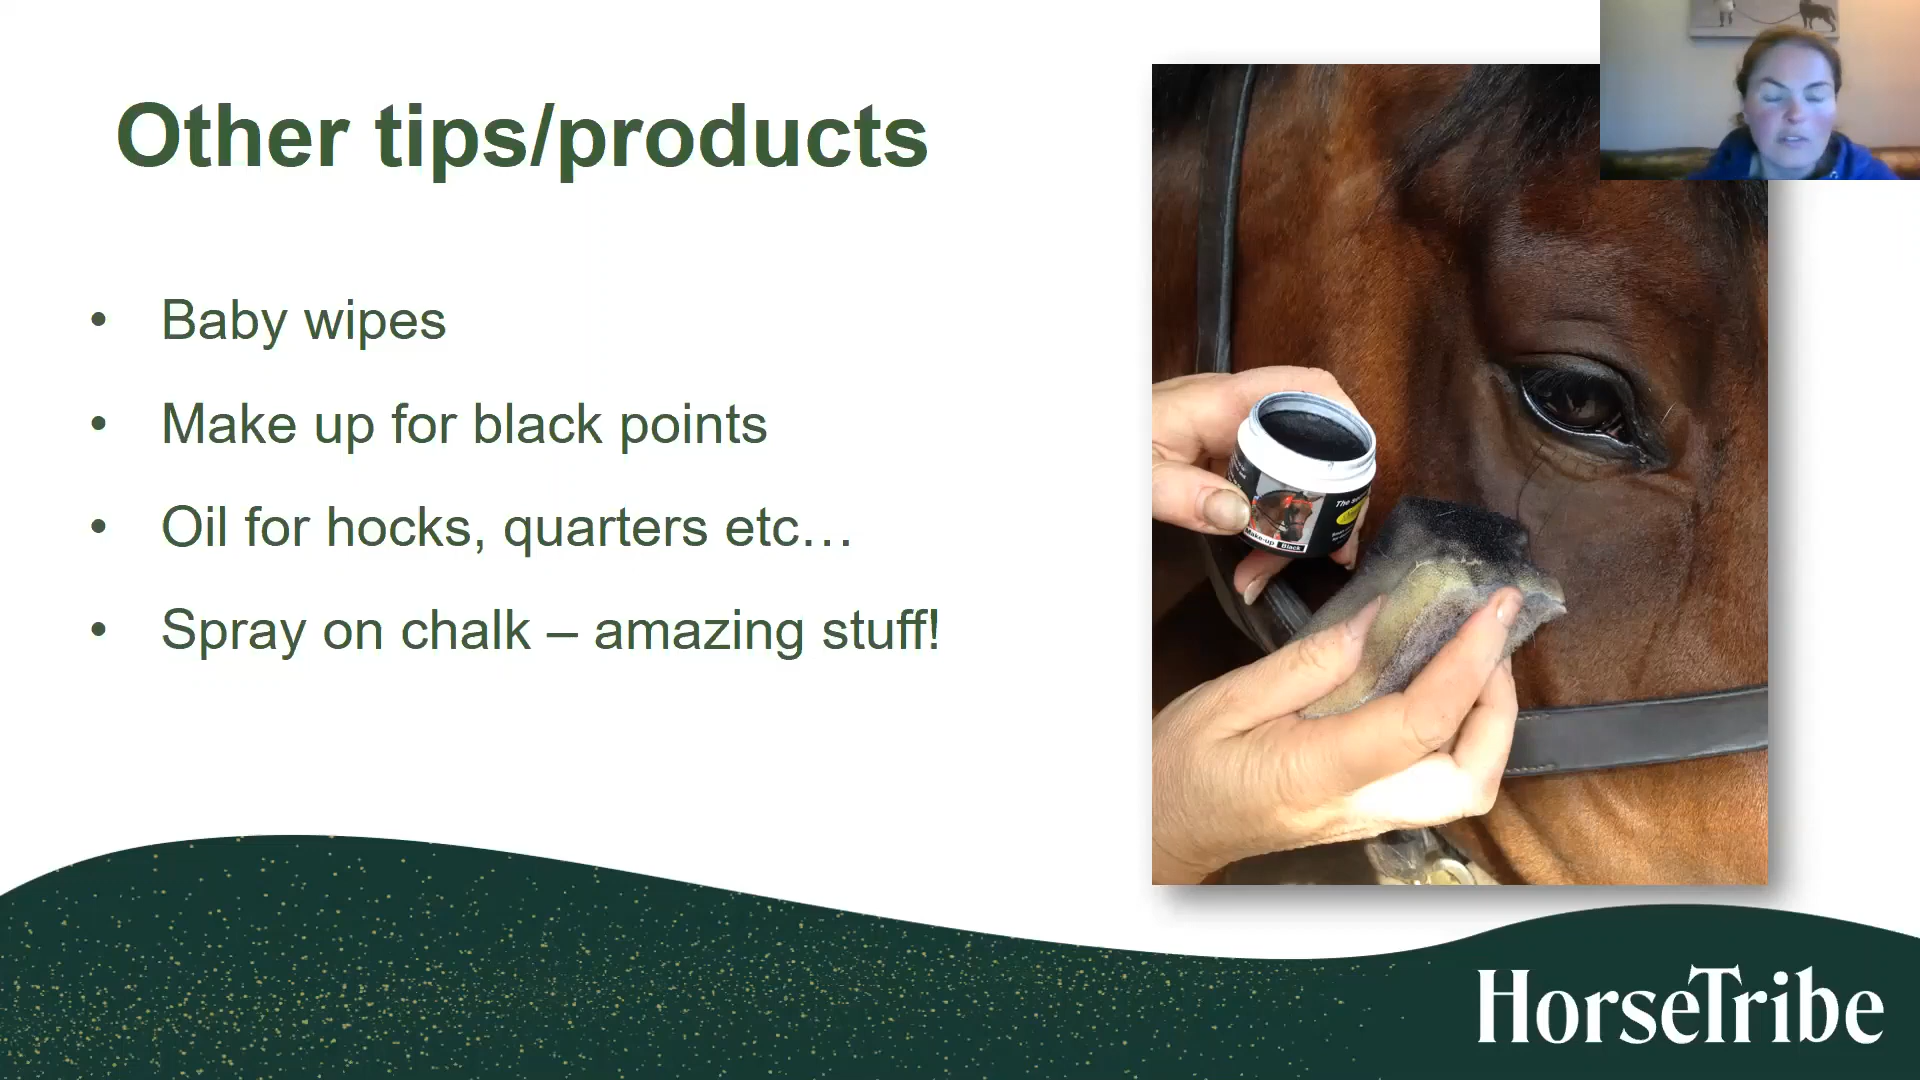 Other tips/products
• Baby wipes
• Make up for black points
• Oil for hocks, quarters etc…
• Spray on chalk – amazing stuff!
Make-up Black
HorseTribe